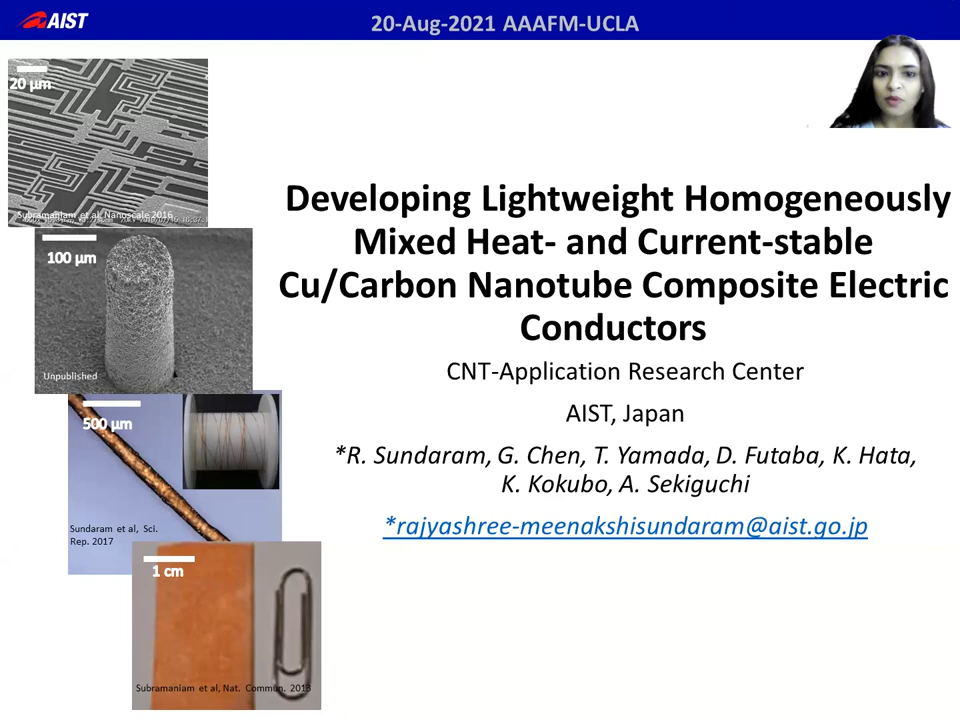 AIST
20-Aug-2021 AAAFM-UCLA
20 µm
Subramaniam et al, Nanoscale 2016
100 µm
Unpublished
500 µm
Sundaram et al, Sci.
Rep. 2017
1 cm
Subramaniam et al, Nat. Commun. 2013
Developing Lightweight Homogeneously
Mixed Heat- and Current-stable
Cu/Carbon Nanotube Composite Electric
Conductors
CNT-Application Research Center
AIST, Japan
*R. Sundaram, G. Chen, T. Yamada, D. Futaba, K. Hata,
K. Kokubo, A. Sekiguchi
*rajyashree-meenakshisundaram@aist.go.jp